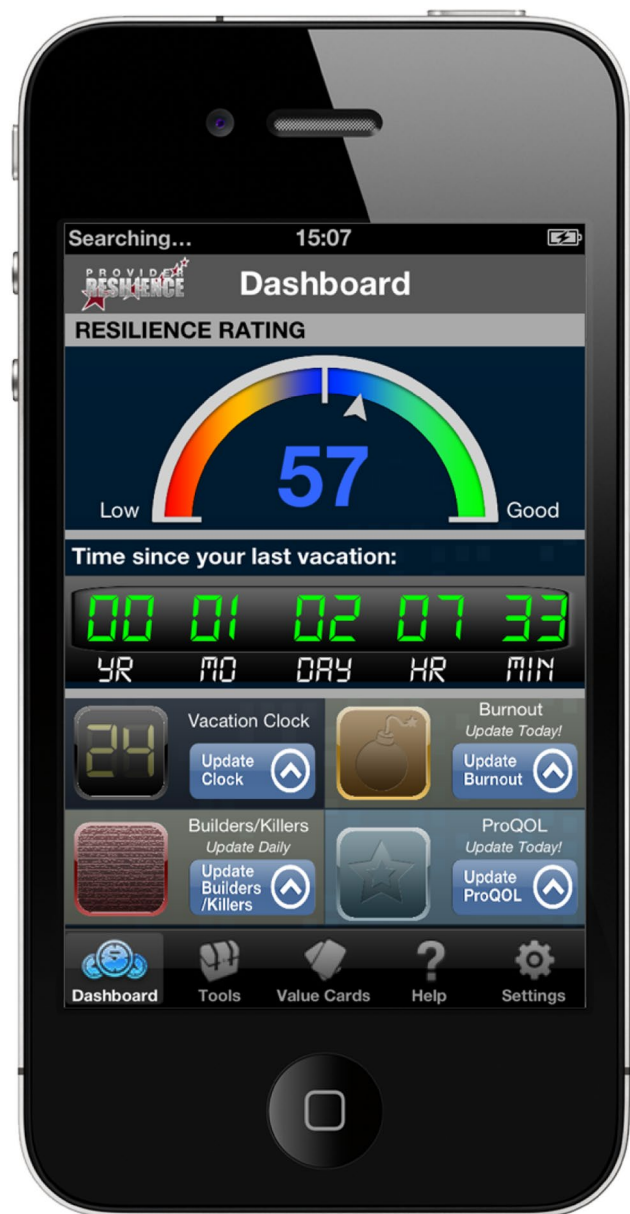 Searching...
15:07
PROVIDER
RESILIENCE
Dashboard
RESILIENCE RATING
57
Low
Good
Time since your last vacation:
00 01 02 07 33
YR MO DAY HR MIN
24
Vacation Clock
Update
Clock
Burnout
Update Today!
Update
Burnout
Builders/Killers
Update Daily
Update
Builders
/Killers
ProQOL
Update Today!
Update
ProQOL
Dashboard
Tools
Value Cards
Help
Settings